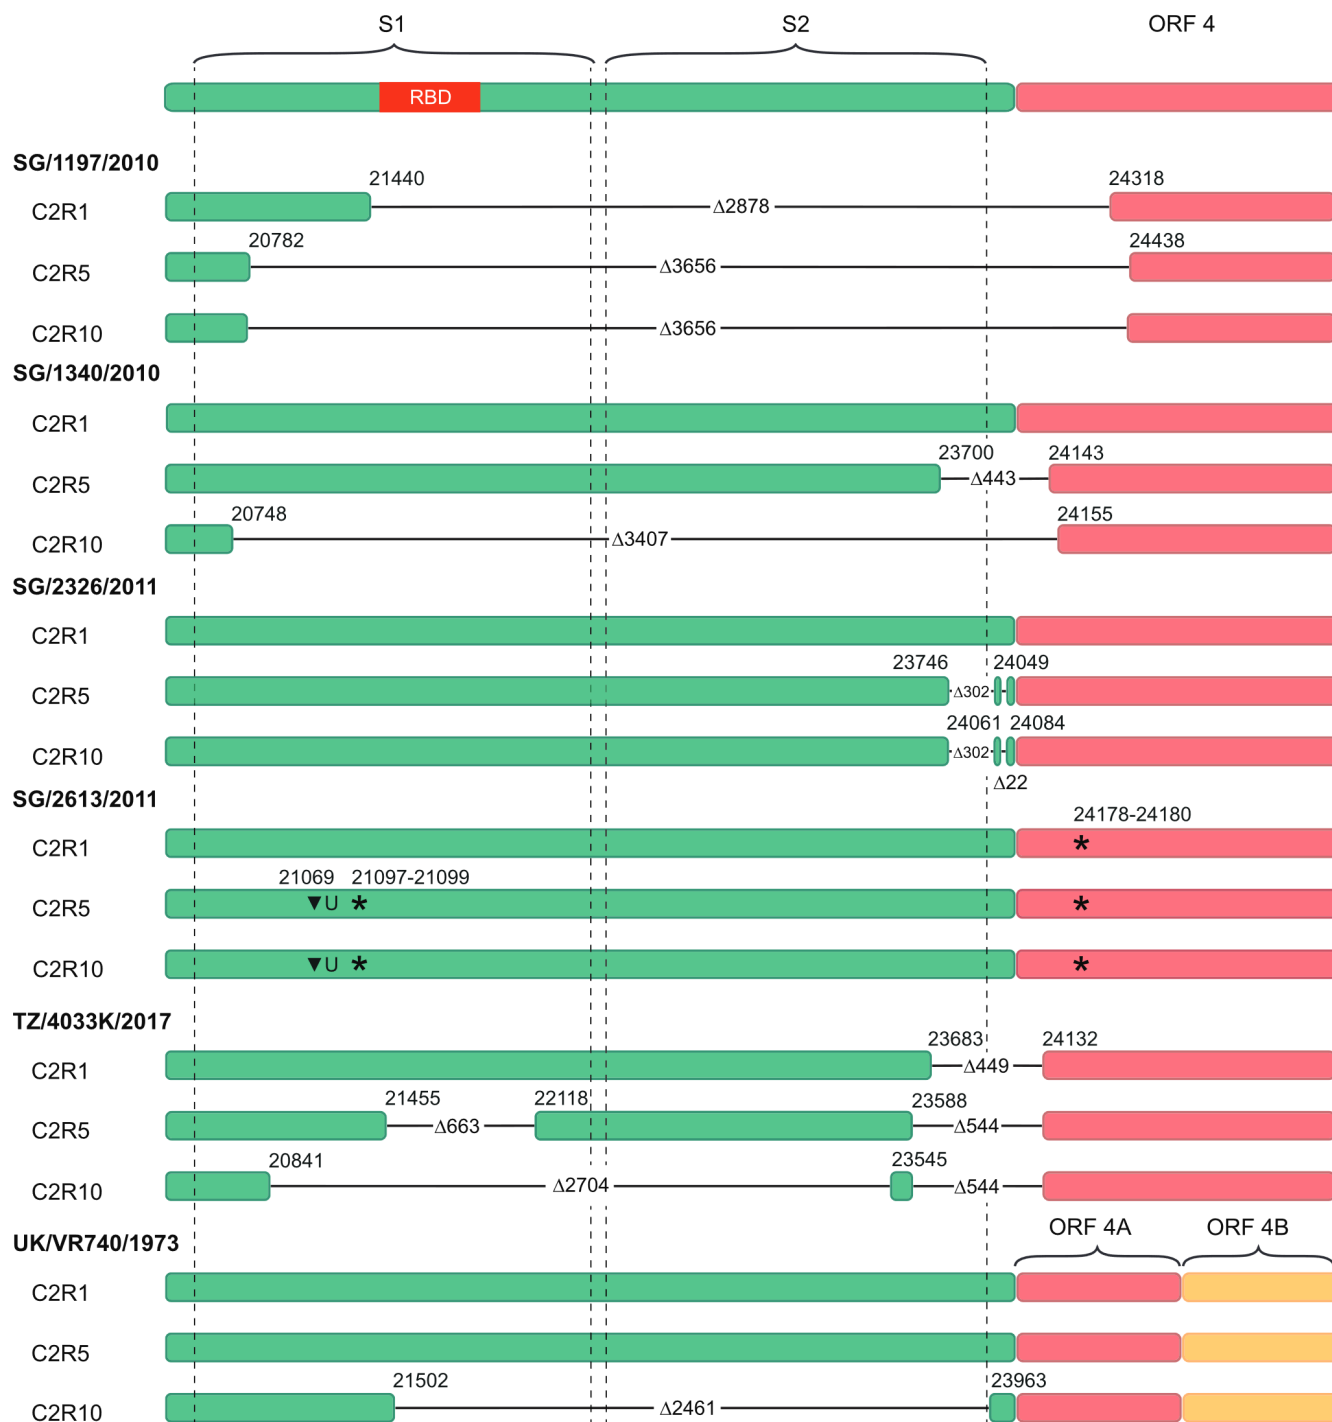 S1 S2 ORF 4
RBD
SG/1197/2010
21440 24318
C2R1 Δ2878
20782 24438
C2R5 Δ3656
C2R10 Δ3656
SG/1340/2010
C2R1
23700 24143
C2R5 Δ443
20748 24155
C2R10 Δ3407
SG/2326/2011
C2R1
23746 24049
C2R5 Δ302
24061 24084
C2R10 Δ302
Δ22
SG/2613/2011
24178-24180
C2R1 *
21069 21097-21099
C2R5 ▼U * *
C2R10 ▼U * *
TZ/4033K/2017
23683 24132
C2R1 Δ449
21455 22118 23588
C2R5 Δ663 Δ544
20841 23545
C2R10 Δ2704 Δ544
ORF 4A ORF 4B
UK/VR740/1973
C2R1
C2R5
21502 23963
C2R10 Δ2461